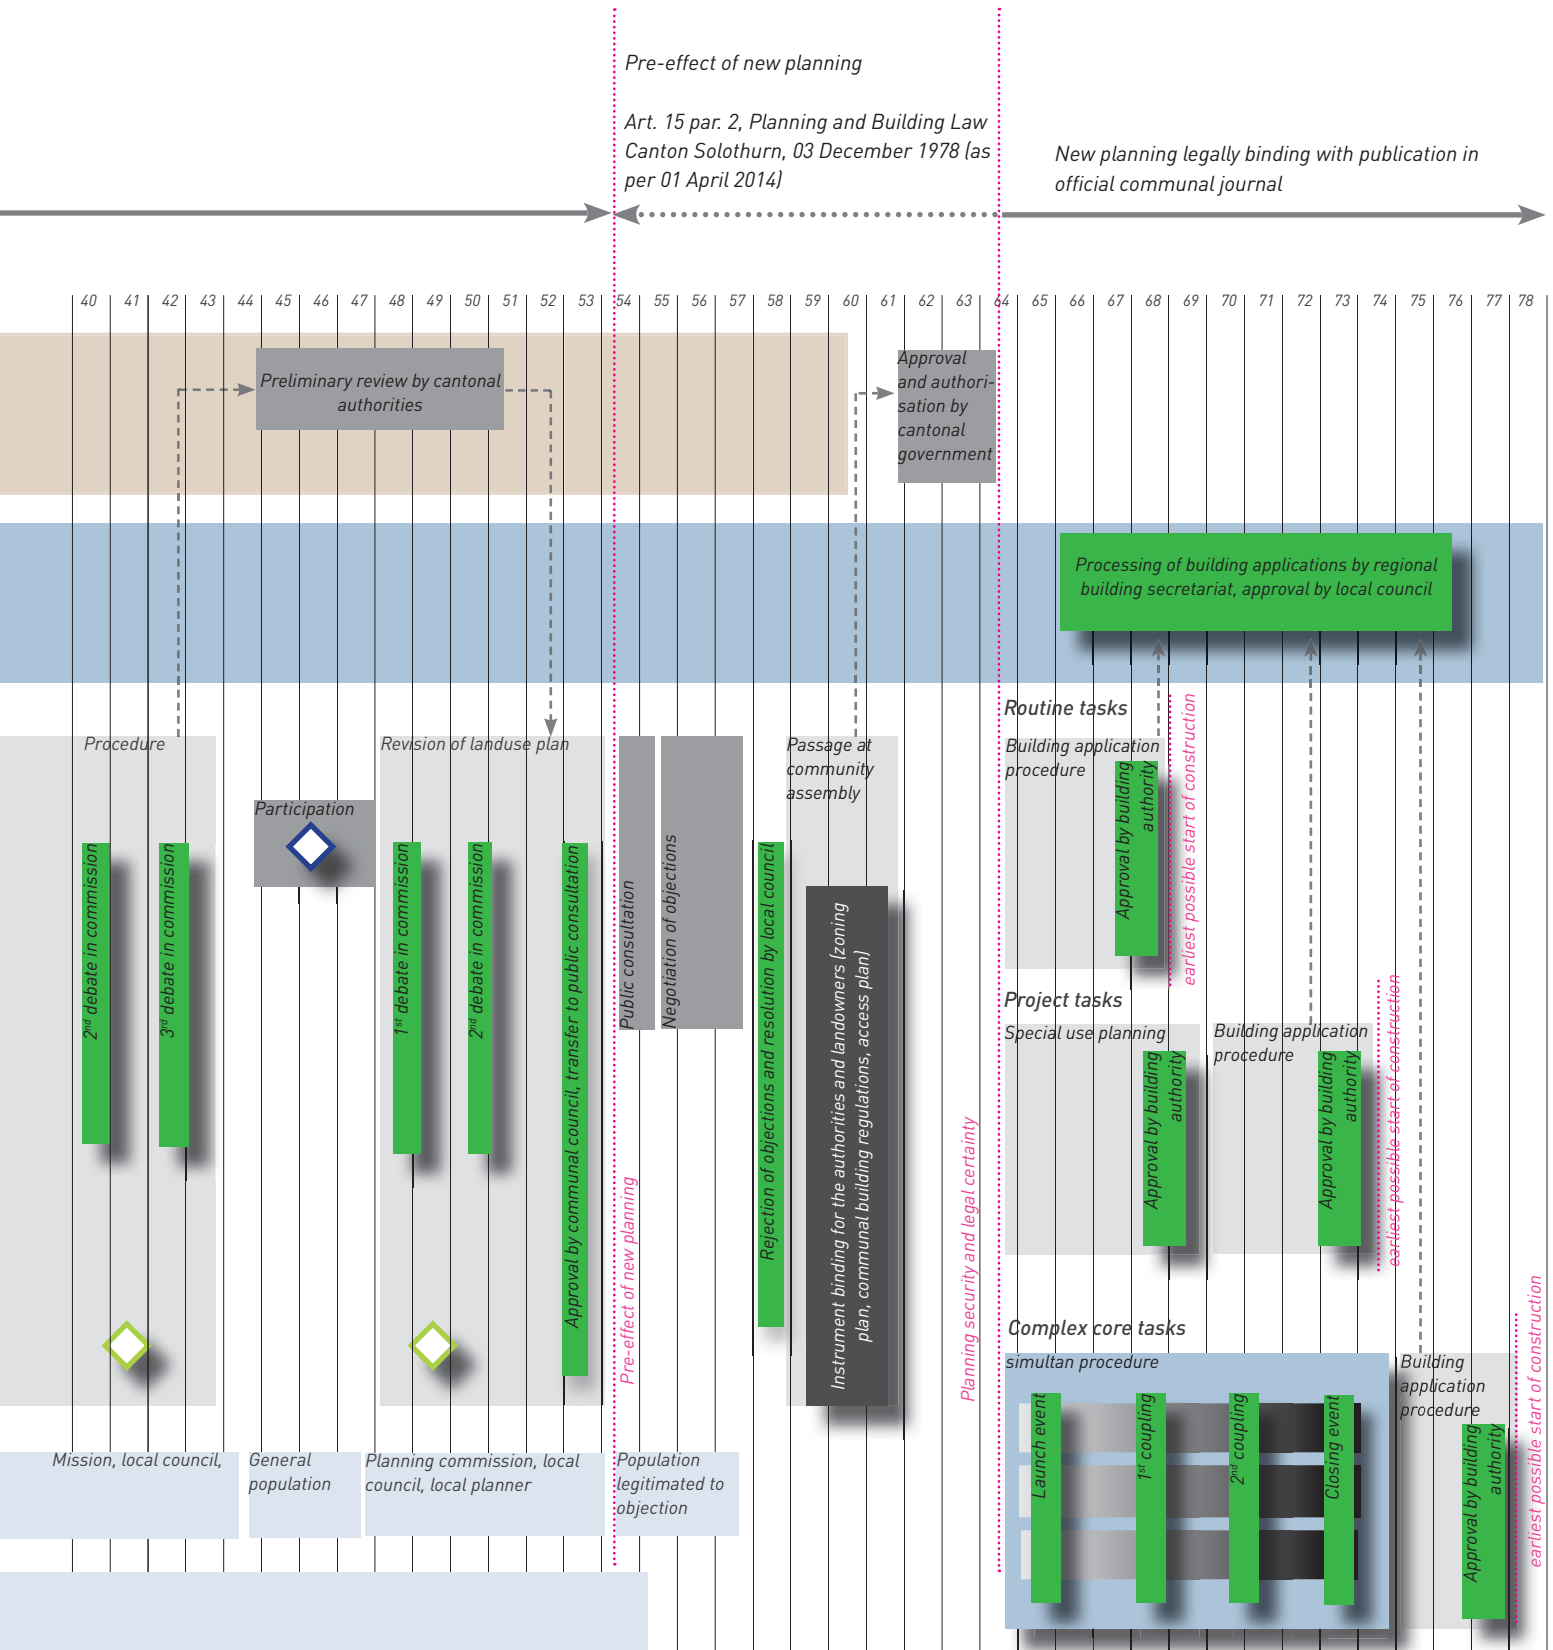 Pre-effect of new planning
Art. 15 par. 2, Planning and Building Law
Canton Solothurn, 03 December 1978 (as
per 01 April 2014)
New planning legally binding with publication in
official communal journal
40 41 42 43 44 45 46 47 48 49 50 51 52 53 54 55 56 57 58 59 60 61 62 63 64 65 66 67 68 69 70 71 72 73 74 75 76 77 78
Preliminary review by cantonal
authorities
Approval
and authori-
sation by
cantonal
government
Processing of building applications by regional
building secretariat, approval by local council
Procedure
2nd debate in commission
3rd debate in commission
Participation
Revision of landuse plan
1st debate in commission
2nd debate in commission
Approval by communal council, transfer to public consultation
Pre-effect of new planning
Public consultation
Negotiation of objections
Rejection of objections and resolution by local council
Passage at
community
assembly
Instrument binding for the authorities and landowners (zoning
plan, communal building regulations, access plan)
Planning security and legal certainty
Routine tasks
Building application
procedure
Approval by building
authority
earliest possible start of construction
Project tasks
Special use planning
Approval by building
authority
Building application
procedure
Approval by building
authority
earliest possible start of construction
Complex core tasks
simultan procedure
Launch event
1st coupling
2nd coupling
Closing event
Building
application
procedure
Approval by building
authority
earliest possible start of construction
Mission, local council,
General
population
Planning commission, local
council, local planner
Population
legitimated to
objection